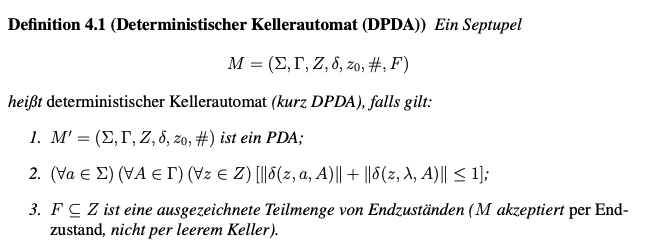 Definition 4.1 (Deterministischer Kellerautomat (DPDA)) Ein Septupel
M = (Σ, Γ, Z, δ, z₀, #, F)
heißt deterministischer Kellerautomat (kurz DPDA), falls gilt:
1. M′ = (Σ, Γ, Z, δ, z₀, #) ist ein PDA;
2. (∀a ∈ Σ) (∀A ∈ Γ) (∀z ∈ Z) [‖δ(z, a, A)‖ + ‖δ(z, λ, A)‖ ≤ 1];
3. F ⊆ Z ist eine ausgezeichnete Teilmenge von Endzuständen (M akzeptiert per End-
zustand, nicht per leerem Keller).